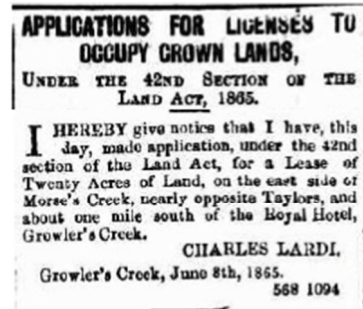 APPLICATIONS FOR LICENSES TO
OCCUPY CROWN LANDS,
UNDER THE 42ND SECTION OF THE
LAND ACT, 1865.
I HEREBY give notice that I have, this
day, made application, under the 42nd
section of the Land Act, for a Lease of
Twenty Acres of Land, on the east side of
Morse's Creek, nearly opposite Taylors, and
about one mile south of the Royal Hotel,
Growler's Creek.
CHARLES LARDI.
Growler's Creek, June 8th, 1865.
568 1094